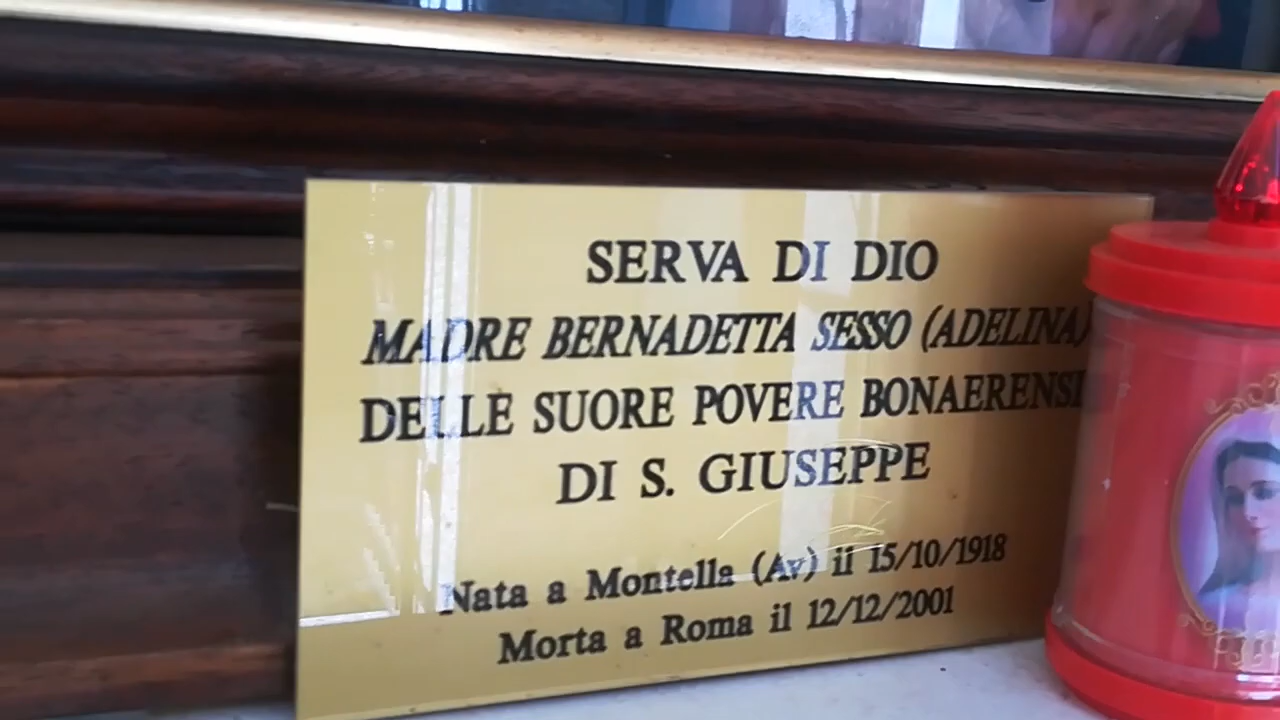 SERVA DI DIO
MADRE BERNADETTA SESSO (ADELINA)
DELLE SUORE POVERE BONAERENSI
DI S. GIUSEPPE
Nata a Montella (Av) il 15/10/1918
Morta a Roma il 12/12/2001